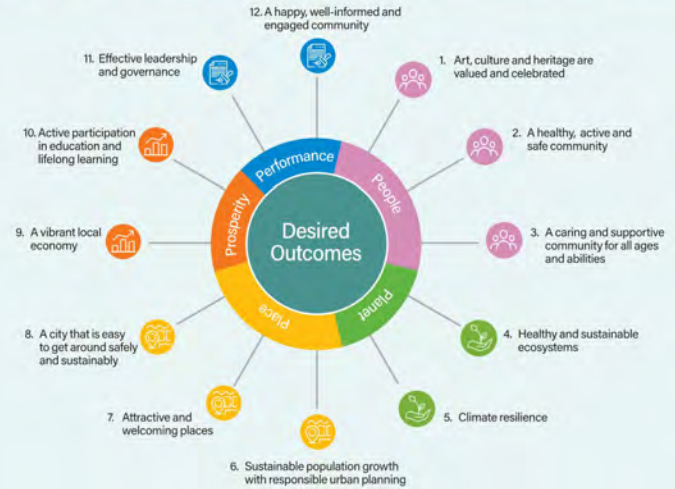 Desired
Outcomes
People
Planet
Place
Prosperity
Performance
1. Art, culture and heritage are
valued and celebrated
2. A healthy, active and
safe community
3. A caring and supportive
community for all ages
and abilities
4. Healthy and sustainable
ecosystems
5. Climate resilience
6. Sustainable population growth
with responsible urban planning
7. Attractive and
welcoming places
8. A city that is easy
to get around safely
and sustainably
9. A vibrant local
economy
10. Active participation
in education and
lifelong learning
11. Effective leadership
and governance
12. A happy, well-informed and
engaged community